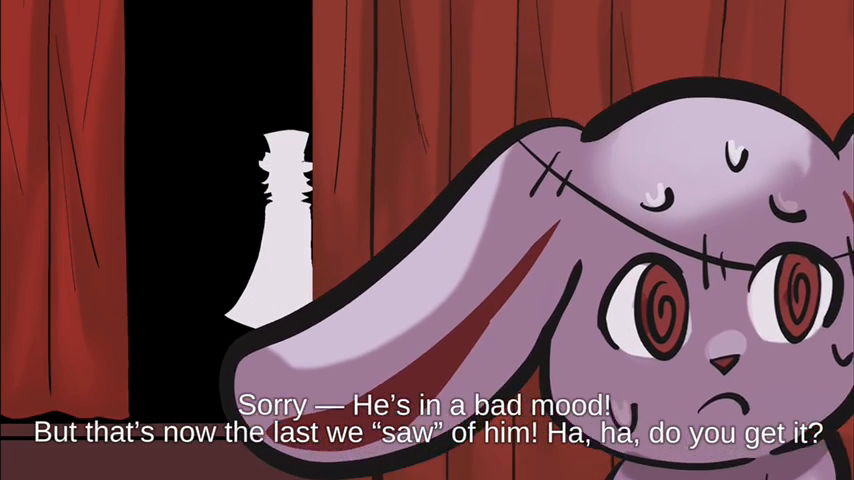 Sorry — He’s in a bad mood!
But that’s now the last we “saw” of him! Ha, ha, do you get it?